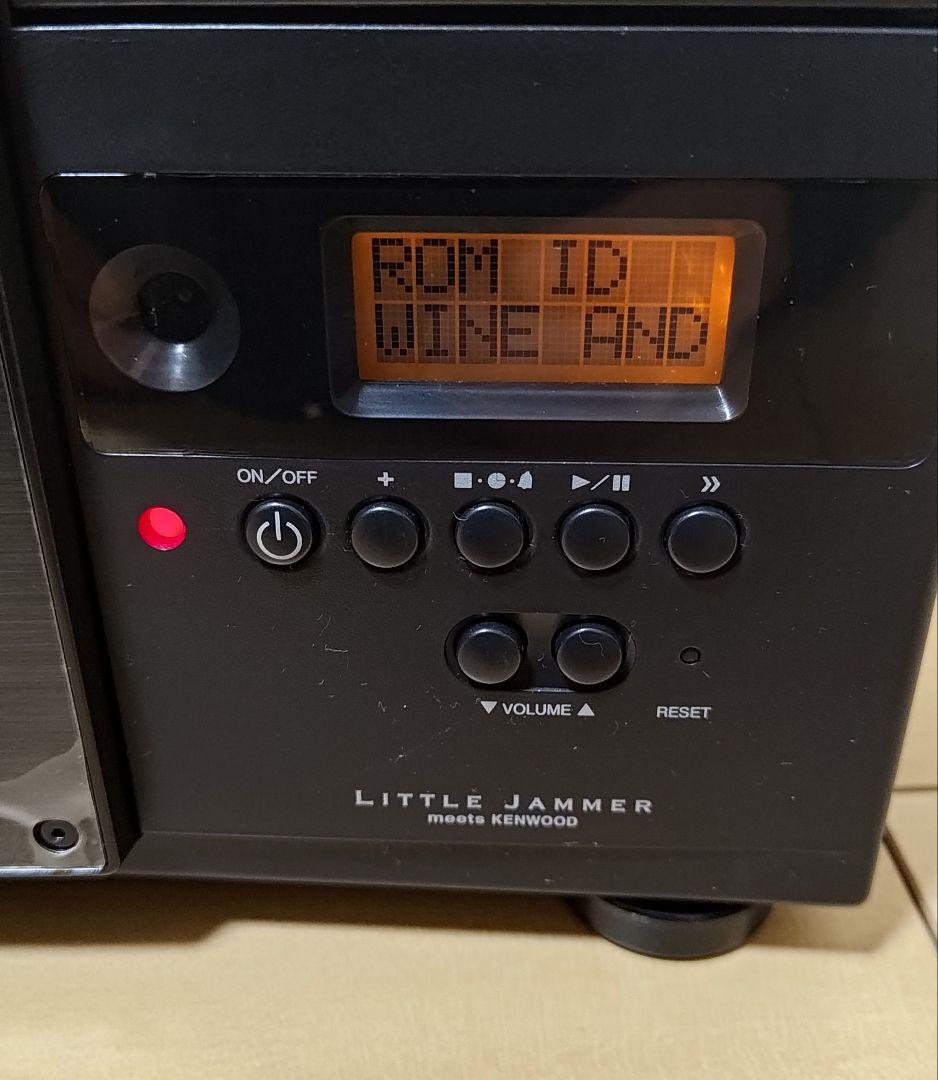 ROM ID
WINE AND
ON/OFF
+
VOLUME
RESET
LITTLE JAMMER
meets KENWOOD